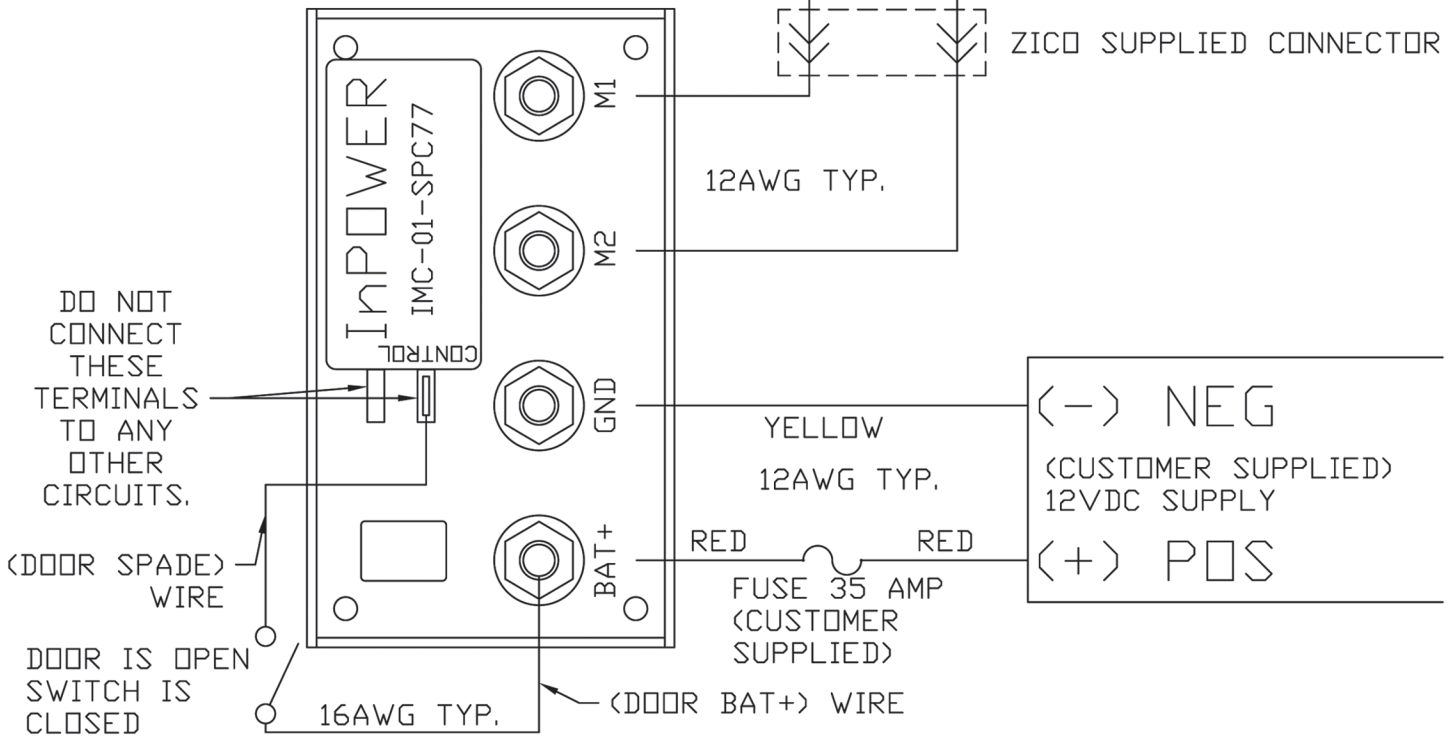 ZICO SUPPLIED CONNECTOR
InPOWER
IMC-01-SPC77
CONTROL
M1
M2
GND
BAT+
12AWG TYP.
DO NOT
CONNECT
THESE
TERMINALS
TO ANY
OTHER
CIRCUITS.
YELLOW
12AWG TYP.
(-) NEG
(CUSTOMER SUPPLIED)
12VDC SUPPLY
(+) POS
RED
RED
FUSE 35 AMP
(CUSTOMER
SUPPLIED)
(DOOR SPADE)
WIRE
DOOR IS OPEN
SWITCH IS
CLOSED
16AWG TYP.
(DOOR BAT+) WIRE